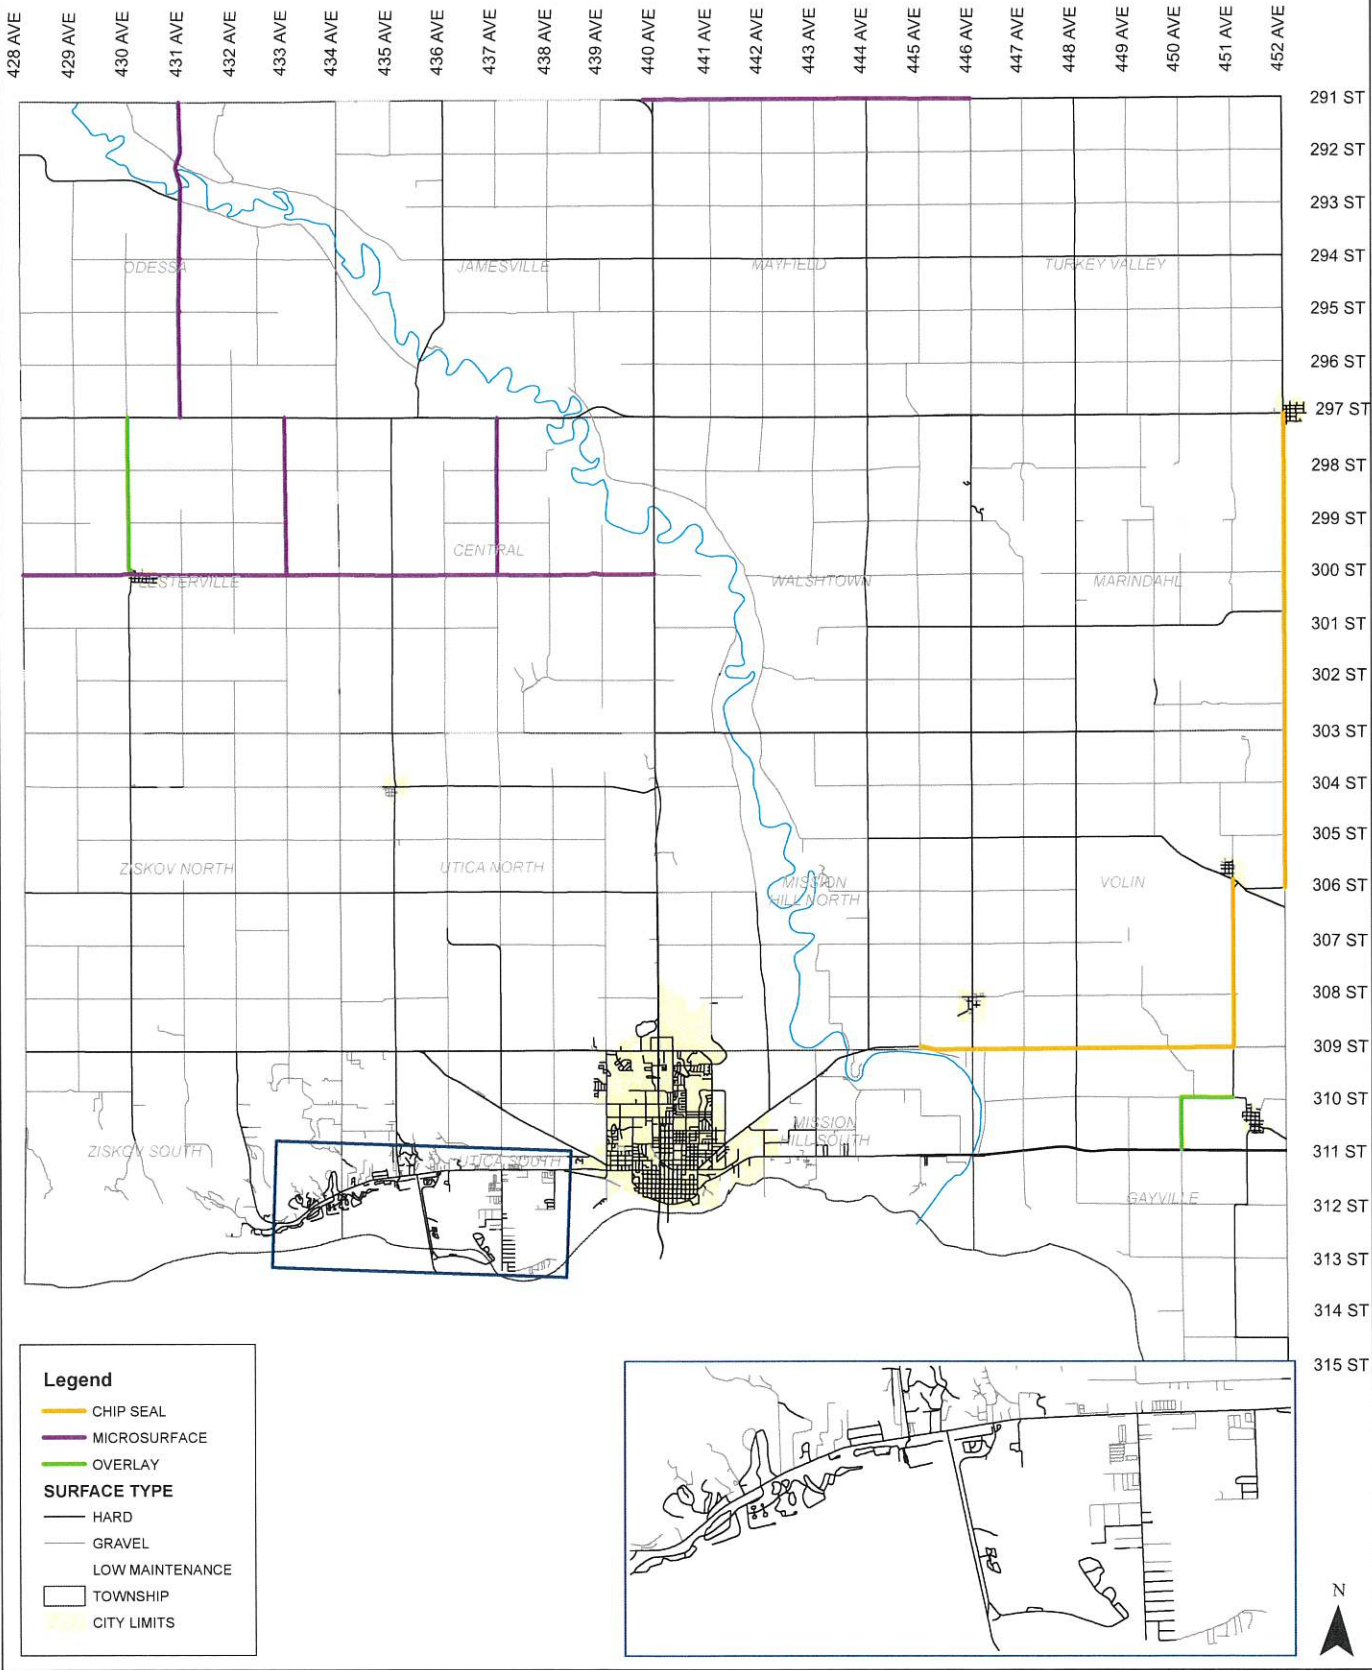 428 AVE
429 AVE
430 AVE
431 AVE
432 AVE
433 AVE
435 AVE
436 AVE
437 AVE
438 AVE
439 AVE
440 AVE
441 AVE
442 AVE
443 AVE
444 AVE
445 AVE
446 AVE
447 AVE
448 AVE
449 AVE
450 AVE
451 AVE
452 AVE
291 ST
292 ST
293 ST
294 ST
ODESSA
JAMESVILLE
MAYFIELD
TURKEY VALLEY
295 ST
296 ST
297 ST
298 ST
299 ST
CENTRAL
300 ST
LESTERVILLE
WALSHTOWN
MARINDAHL
301 ST
302 ST
303 ST
304 ST
305 ST
ZISKOV NORTH
UTICA NORTH
MISSION
HILL NORTH
VOLIN
306 ST
307 ST
308 ST
309 ST
310 ST
MISSION
HILL SOUTH
ZISKOV SOUTH
UTICA SOUTH
311 ST
GAYVILLE
312 ST
313 ST
314 ST
315 ST
Legend
CHIP SEAL
MICROSURFACE
OVERLAY
SURFACE TYPE
HARD
GRAVEL
LOW MAINTENANCE
TOWNSHIP
CITY LIMITS
N